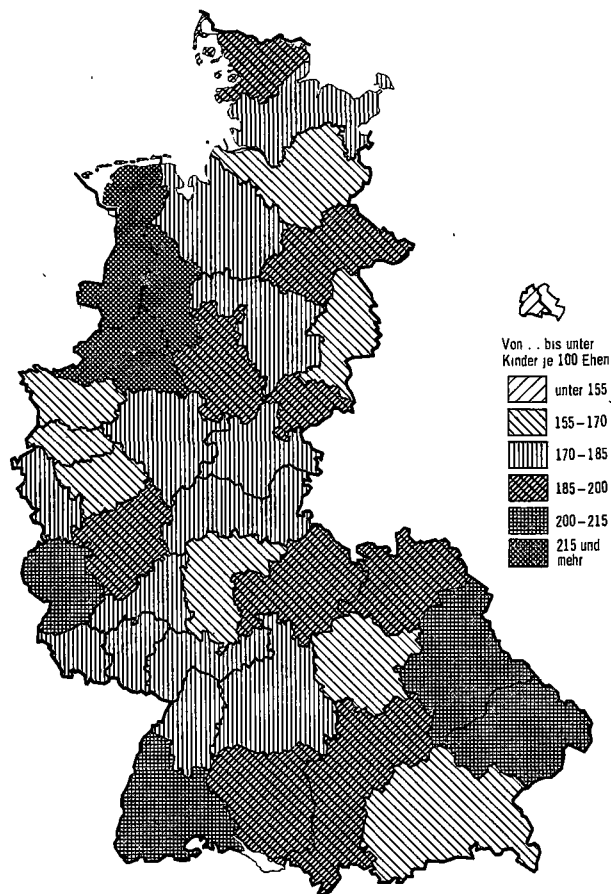 Von . . bis unter
Kinder je 100 Ehen
unter 155
155–170
170–185
185–200
200–215
215 und
mehr